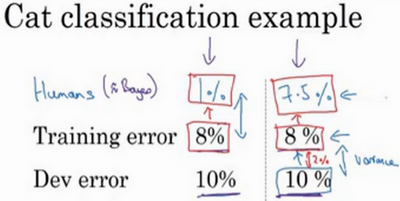 Cat classification example
Humans (≈ Bayes) 1% 7.5%
Training error 8% 8 %
2%
variance
Dev error 10% 10 %